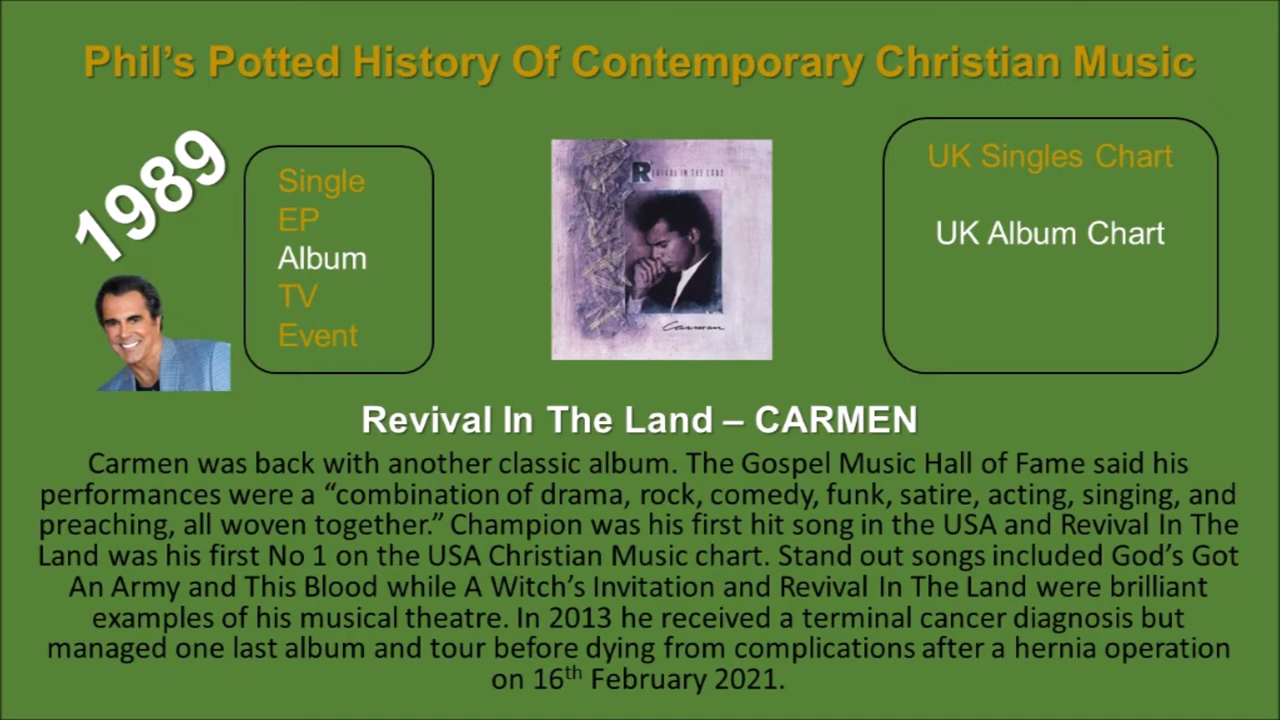 Phil's Potted History Of Contemporary Christian Music
1989
Single
EP
Album
TV
Event
REVIVAL IN THE LAND
CARMEN
Carman
UK Singles Chart
UK Album Chart
Revival In The Land – CARMEN
Carmen was back with another classic album. The Gospel Music Hall of Fame said his
performances were a “combination of drama, rock, comedy, funk, satire, acting, singing, and
preaching, all woven together.” Champion was his first hit song in the USA and Revival In The
Land was his first No 1 on the USA Christian Music chart. Stand out songs included God's Got
An Army and This Blood while A Witch's Invitation and Revival In The Land were brilliant
examples of his musical theatre. In 2013 he received a terminal cancer diagnosis but
managed one last album and tour before dying from complications after a hernia operation
on 16th February 2021.